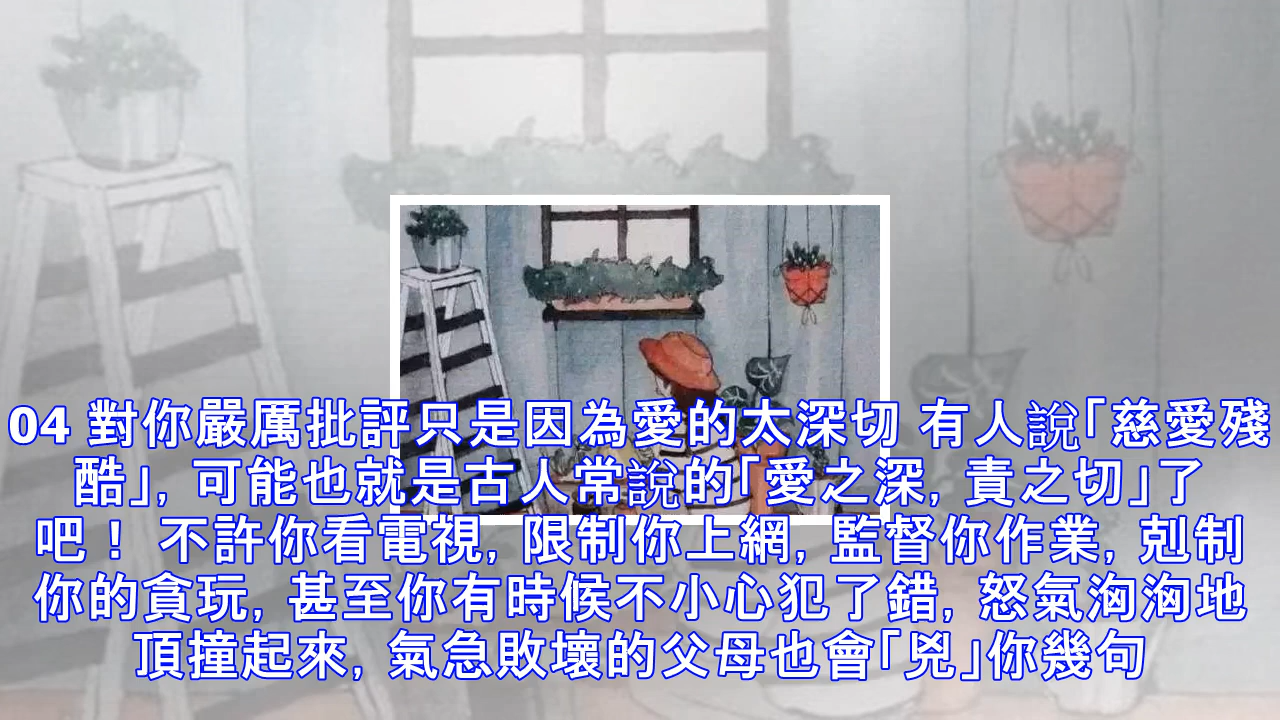 04 對你嚴厲批評只是因為愛的太深切 有人說「慈愛殘
酷」, 可能也就是古人常說的「愛之深, 責之切」了
吧！ 不許你看電視, 限制你上網, 監督你作業, 剋制
你的貪玩, 甚至你有時候不小心犯了錯, 怒氣洶洶地
頂撞起來, 氣急敗壞的父母也會「兇」你幾句